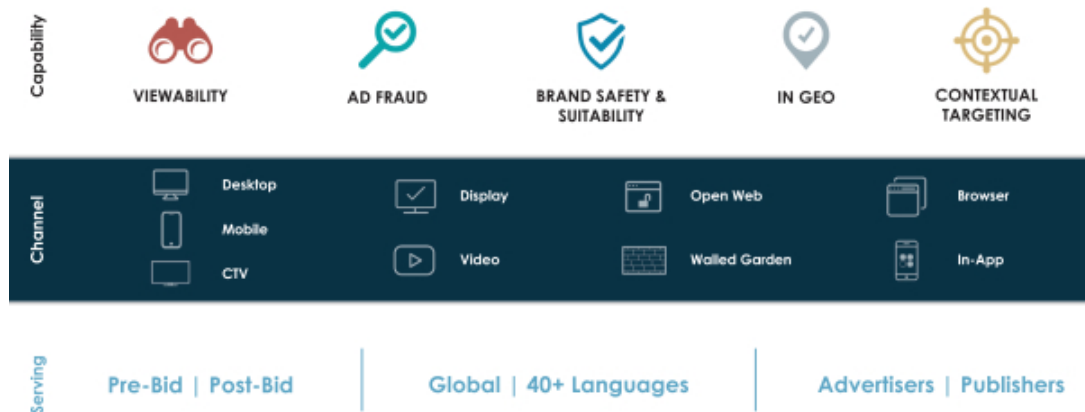 Capability
VIEWABILITY
AD FRAUD
BRAND SAFETY &
SUITABILITY
IN GEO
CONTEXTUAL
TARGETING
Channel
Desktop
Mobile
CTV
Display
Video
Open Web
Walled Garden
Browser
In-App
Serving
Pre-Bid | Post-Bid
Global | 40+ Languages
Advertisers | Publishers